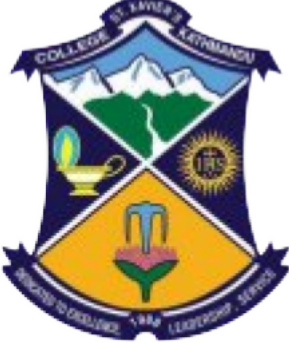 ST. XAVIER'S
COLLEGE KATHMANDU
IHS
DEDICATED TO EXCELLENCE, LEADERSHIP, SERVICE
1988